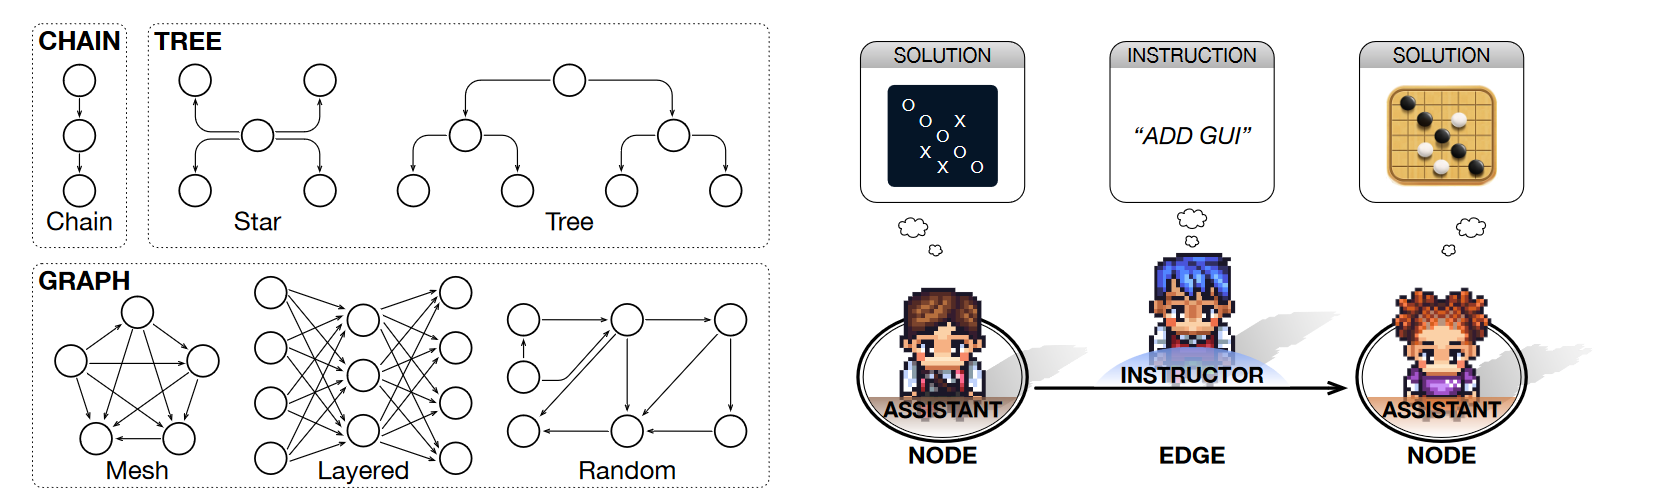 CHAIN
Chain
TREE
Star
Tree
GRAPH
Mesh
Layered
Random
SOLUTION
O
O X
O
X O
X O
INSTRUCTION
“ADD GUI”
SOLUTION
ASSISTANT
INSTRUCTOR
ASSISTANT
NODE
EDGE
NODE